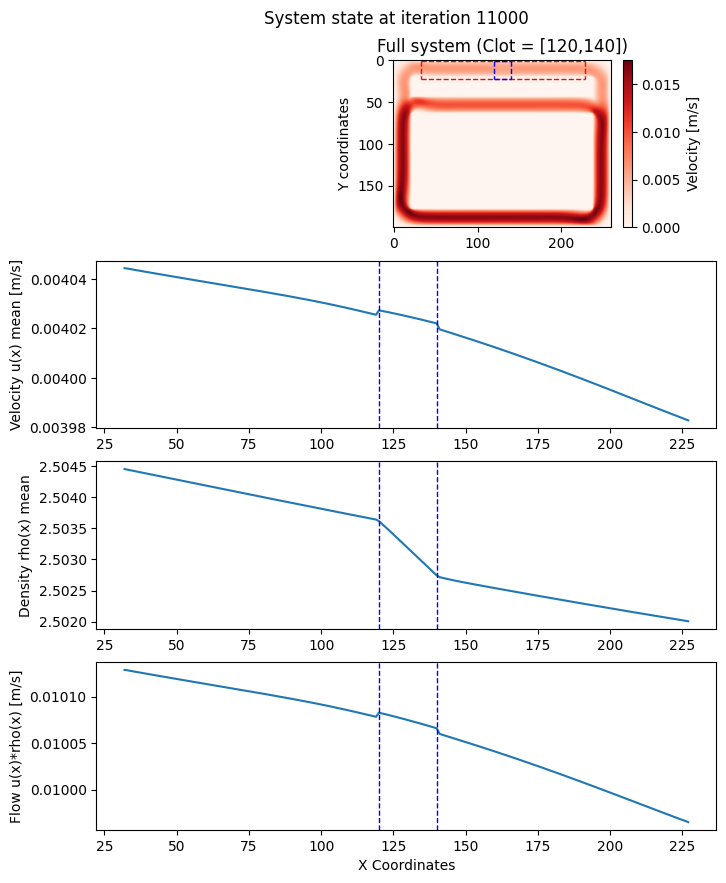 System state at iteration 11000
Full system (Clot = [120,140])
0
50
100
150
Y coordinates
0 100 200
0.015
0.010
0.005
0.000
Velocity [m/s]
0.00404
0.00402
0.00400
0.00398
Velocity u(x) mean [m/s]
25 50 75 100 125 150 175 200 225
2.5045
2.5040
2.5035
2.5030
2.5025
2.5020
Density rho(x) mean
25 50 75 100 125 150 175 200 225
0.01010
0.01005
0.01000
Flow u(x)*rho(x) [m/s]
25 50 75 100 125 150 175 200 225
X Coordinates